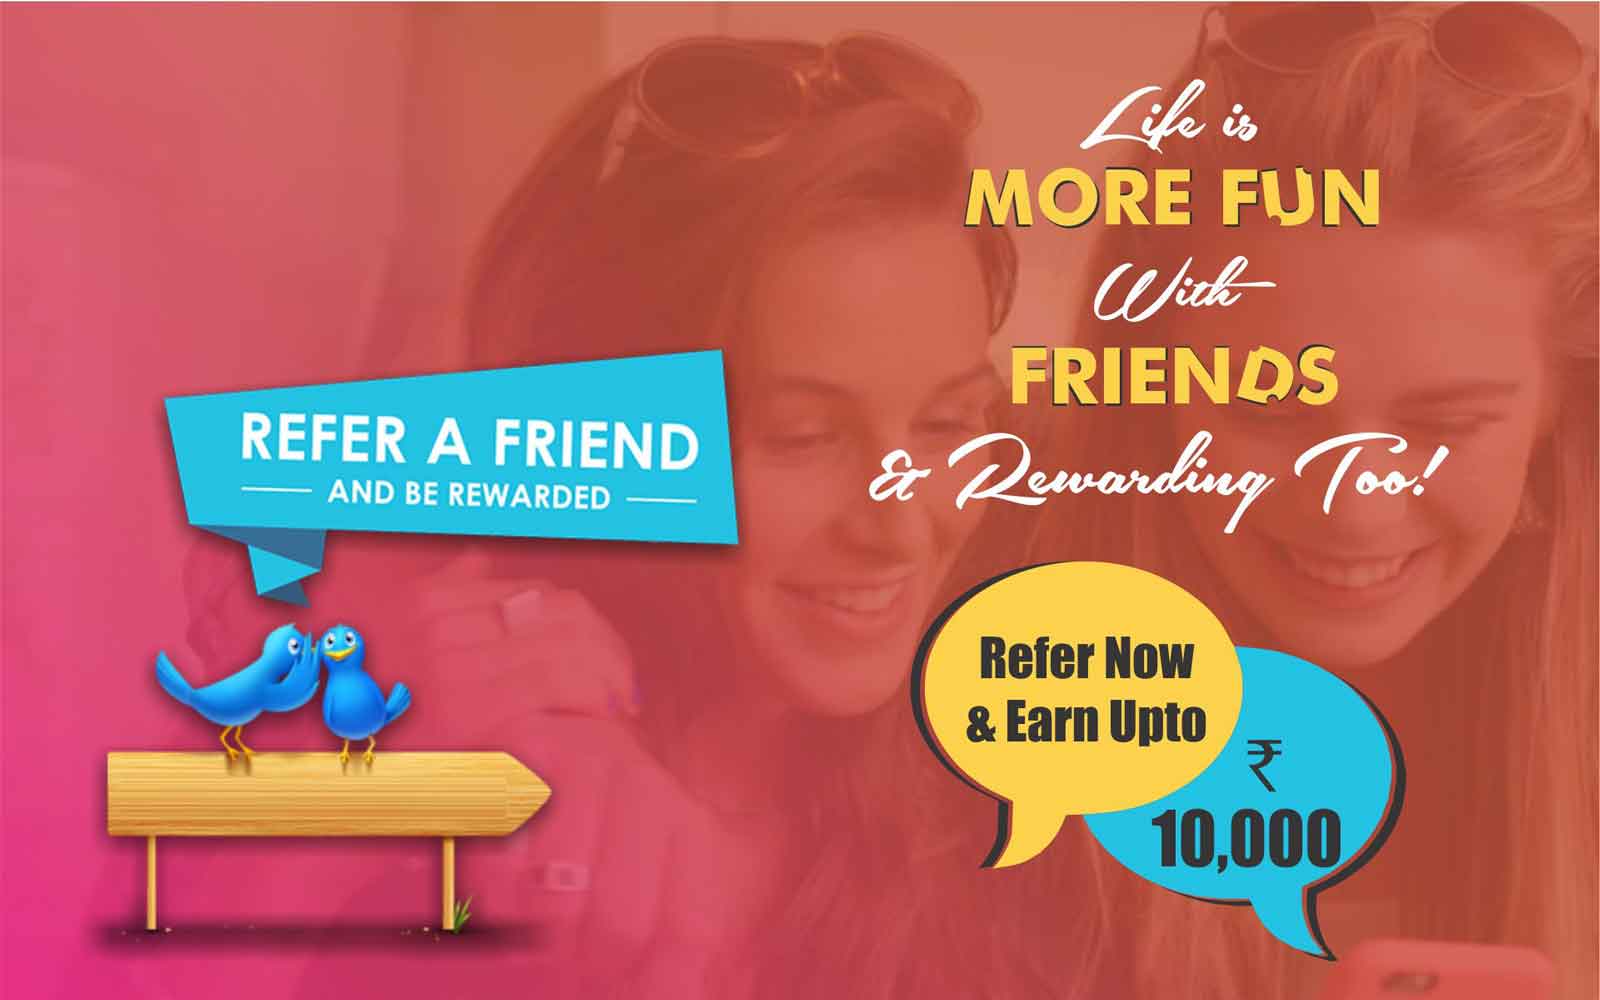 Life is
MORE FUN
With
FRIENDS
& Rewarding Too!
REFER A FRIEND
AND BE REWARDED
Refer Now
& Earn Upto
₹
10,000